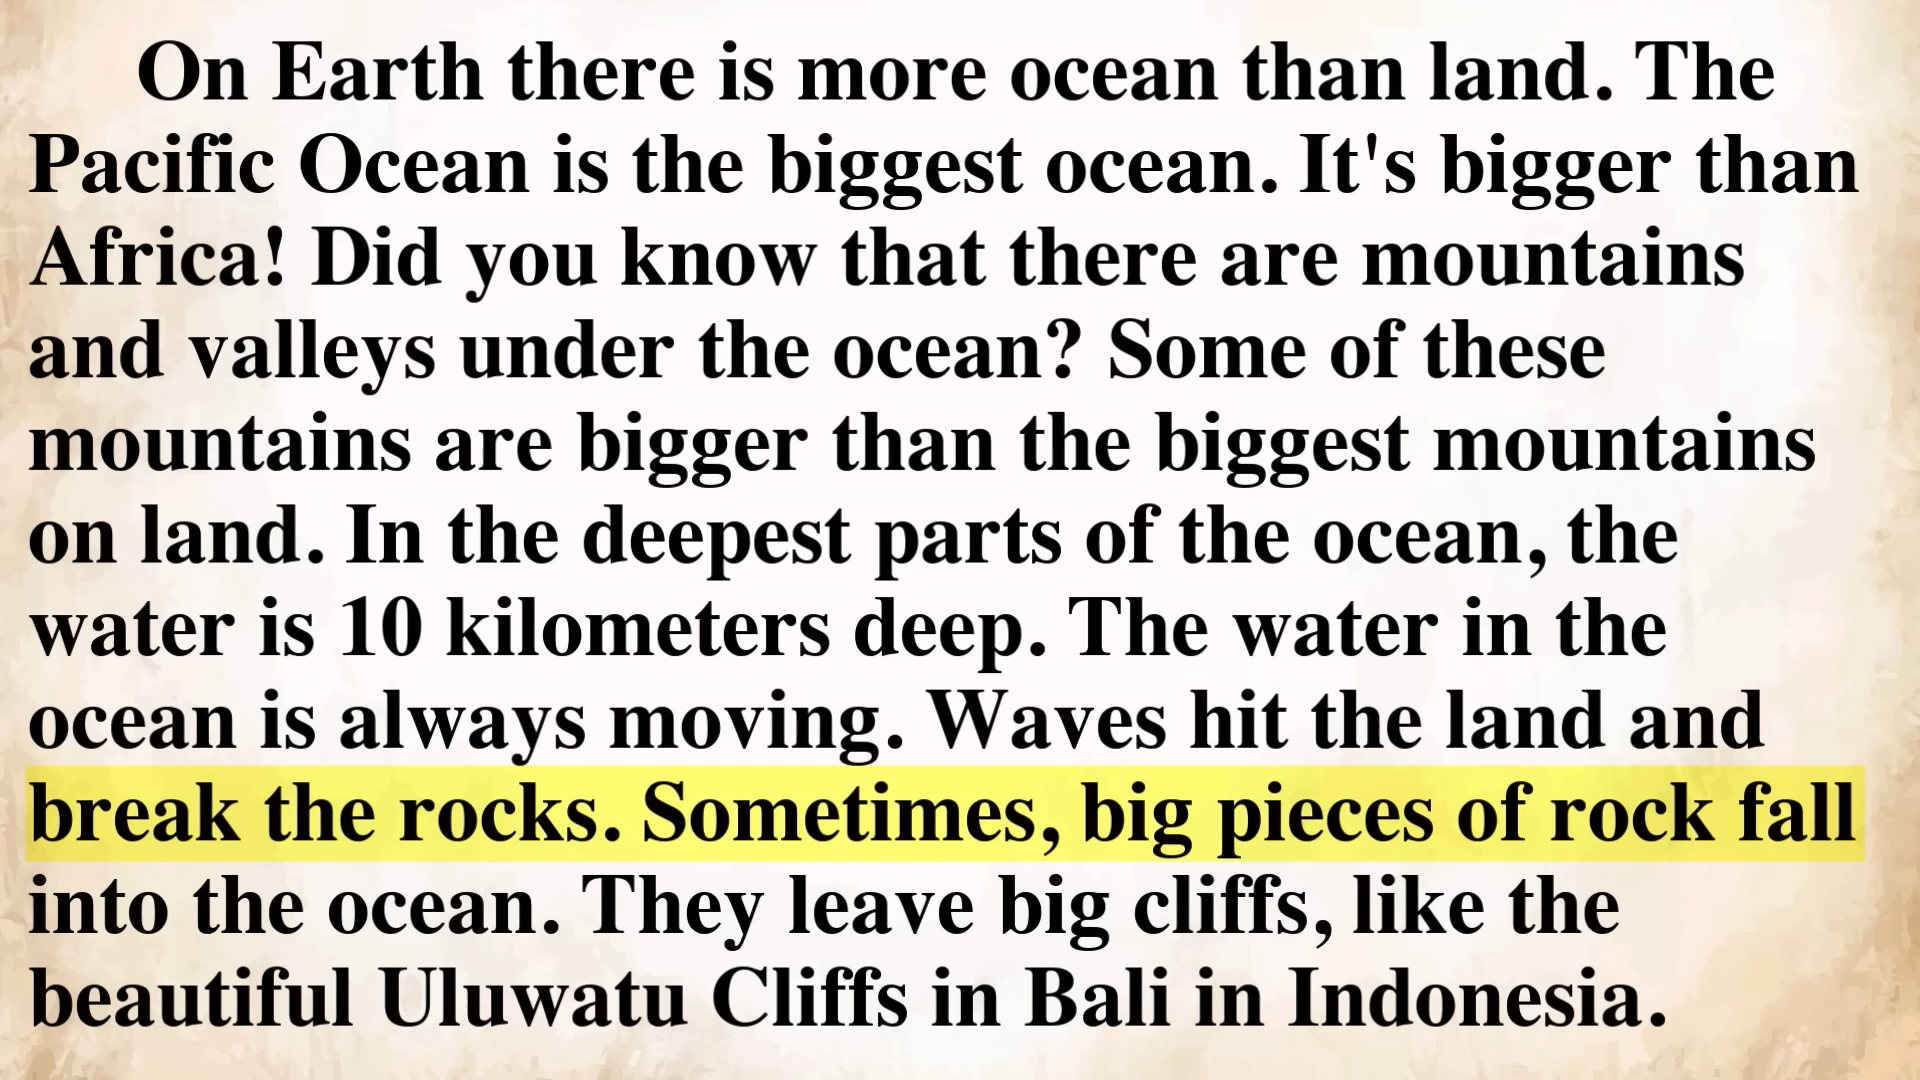 On Earth there is more ocean than land. The
Pacific Ocean is the biggest ocean. It's bigger than
Africa! Did you know that there are mountains
and valleys under the ocean? Some of these
mountains are bigger than the biggest mountains
on land. In the deepest parts of the ocean, the
water is 10 kilometers deep. The water in the
ocean is always moving. Waves hit the land and
break the rocks. Sometimes, big pieces of rock fall
into the ocean. They leave big cliffs, like the
beautiful Uluwatu Cliffs in Bali in Indonesia.